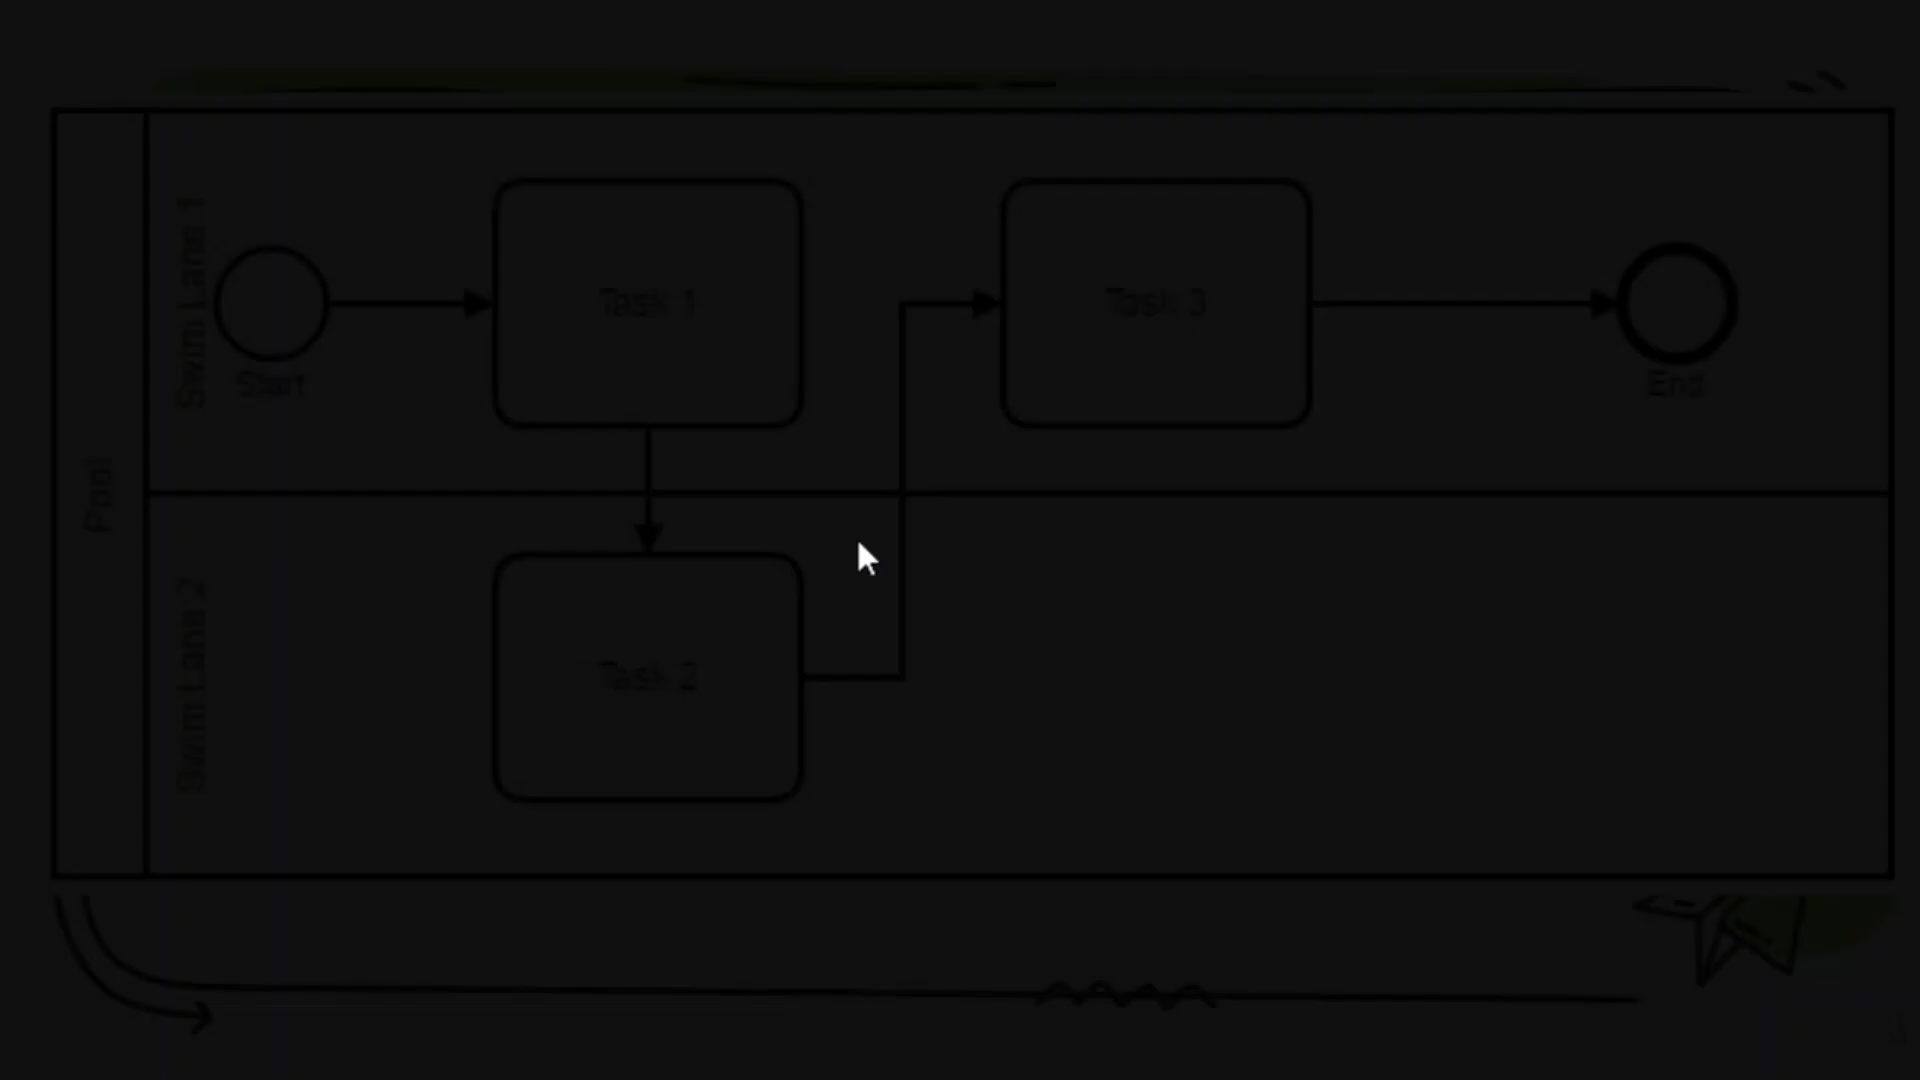 Pool
Swim Lane 1
Start
Task 1
Task 3
End
Swim Lane 2
Task 2